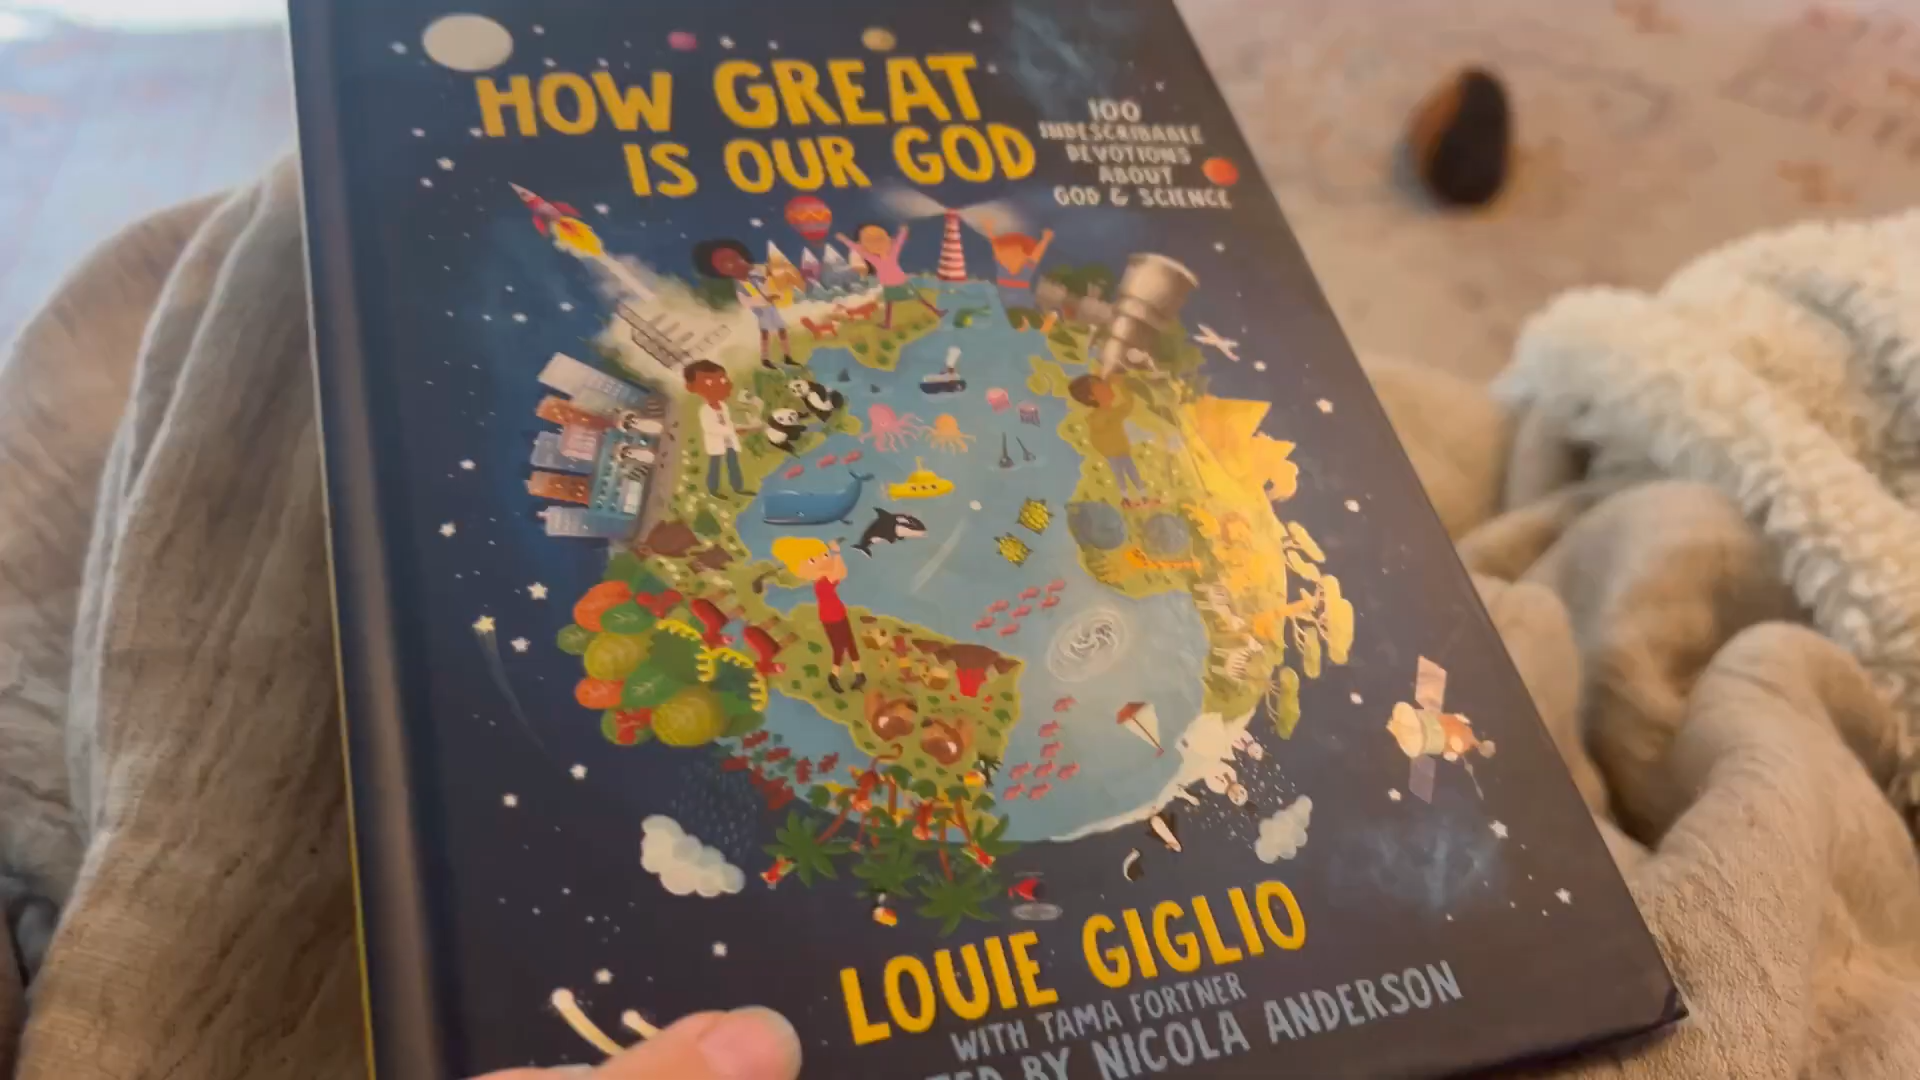 HOW GREAT
IS OUR GOD
100
INDESCRIBABLE
DEVOTIONS
ABOUT
GOD & SCIENCE
LOUIE GIGLIO
WITH TAMA FORTNER
TED BY NICOLA ANDERSON